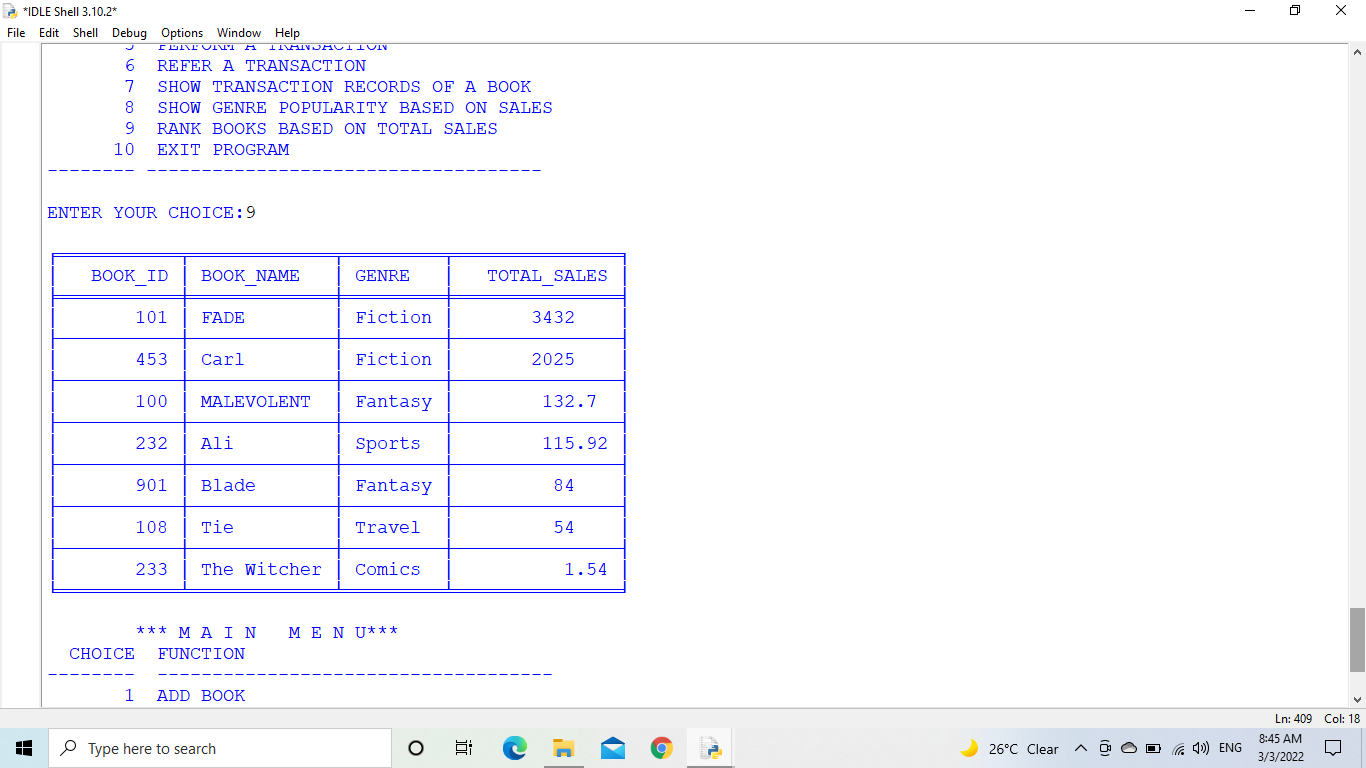 *IDLE Shell 3.10.2*
File Edit Shell Debug Options Window Help
5 PERFORM A TRANSACTION
6 REFER A TRANSACTION
7 SHOW TRANSACTION RECORDS OF A BOOK
8 SHOW GENRE POPULARITY BASED ON SALES
9 RANK BOOKS BASED ON TOTAL SALES
10 EXIT PROGRAM
-------- ------------------------------------
ENTER YOUR CHOICE:9
BOOK_ID BOOK_NAME GENRE TOTAL_SALES
101 FADE Fiction 3432
453 Carl Fiction 2025
100 MALEVOLENT Fantasy 132.7
232 Ali Sports 115.92
901 Blade Fantasy 84
108 Tie Travel 54
233 The Witcher Comics 1.54
*** M A I N   M E N U***
CHOICE FUNCTION
-------- ------------------------------------
1 ADD BOOK
Ln: 409 Col: 18
Type here to search
26°C Clear
ENG
8:45 AM
3/3/2022